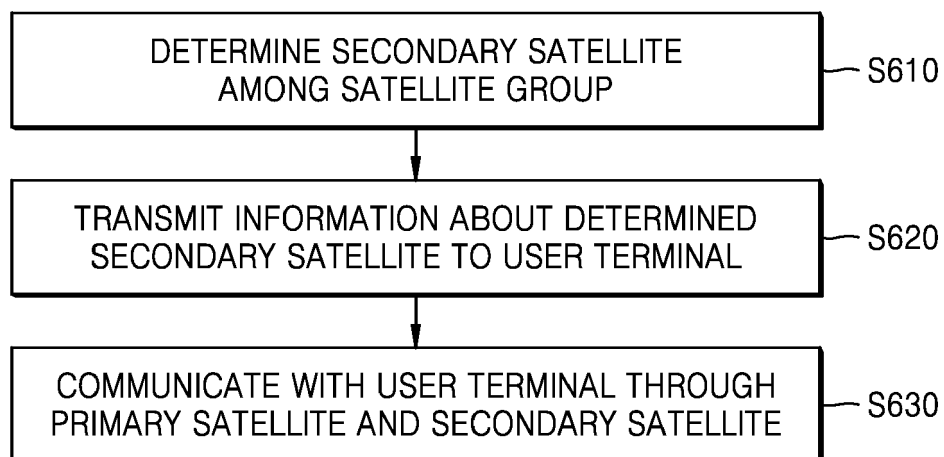 DETERMINE SECONDARY SATELLITE
AMONG SATELLITE GROUP
S610
TRANSMIT INFORMATION ABOUT DETERMINED
SECONDARY SATELLITE TO USER TERMINAL
S620
COMMUNICATE WITH USER TERMINAL THROUGH
PRIMARY SATELLITE AND SECONDARY SATELLITE
S630